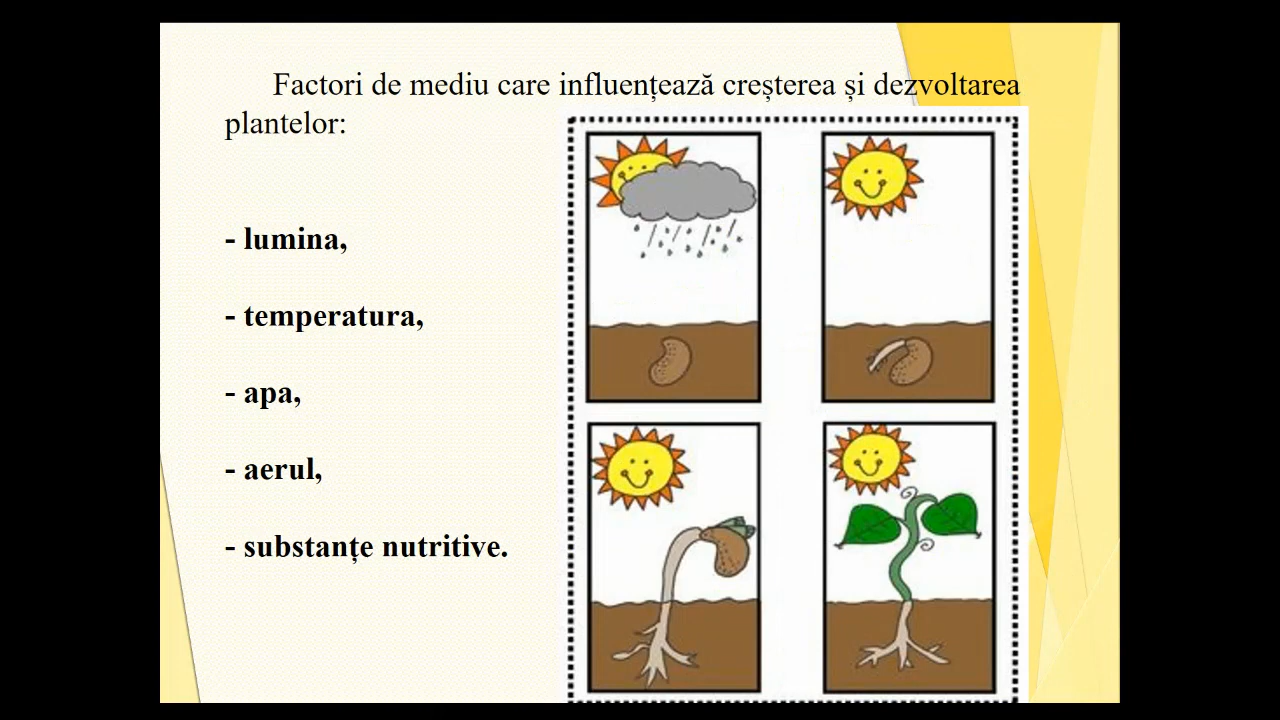 Factori de mediu care influențează creșterea și dezvoltarea
plantelor:
- lumina,
- temperatura,
- apa,
- aerul,
- substanțe nutritive.